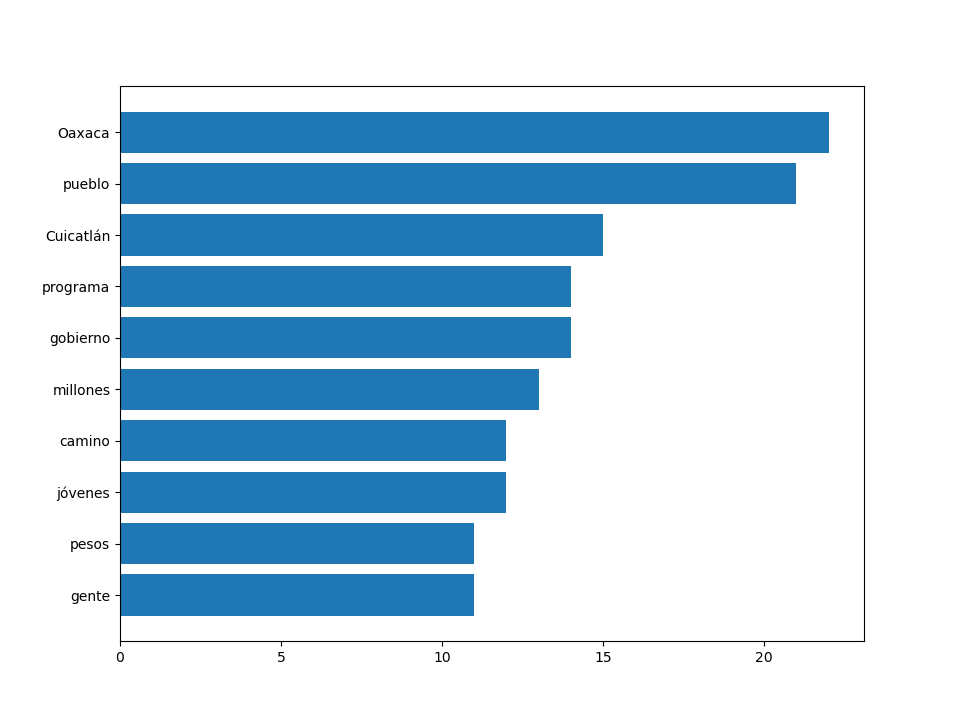 Oaxaca
pueblo
Cuicatlán
programa
gobierno
millones
camino
jóvenes
pesos
gente
0 5 10 15 20